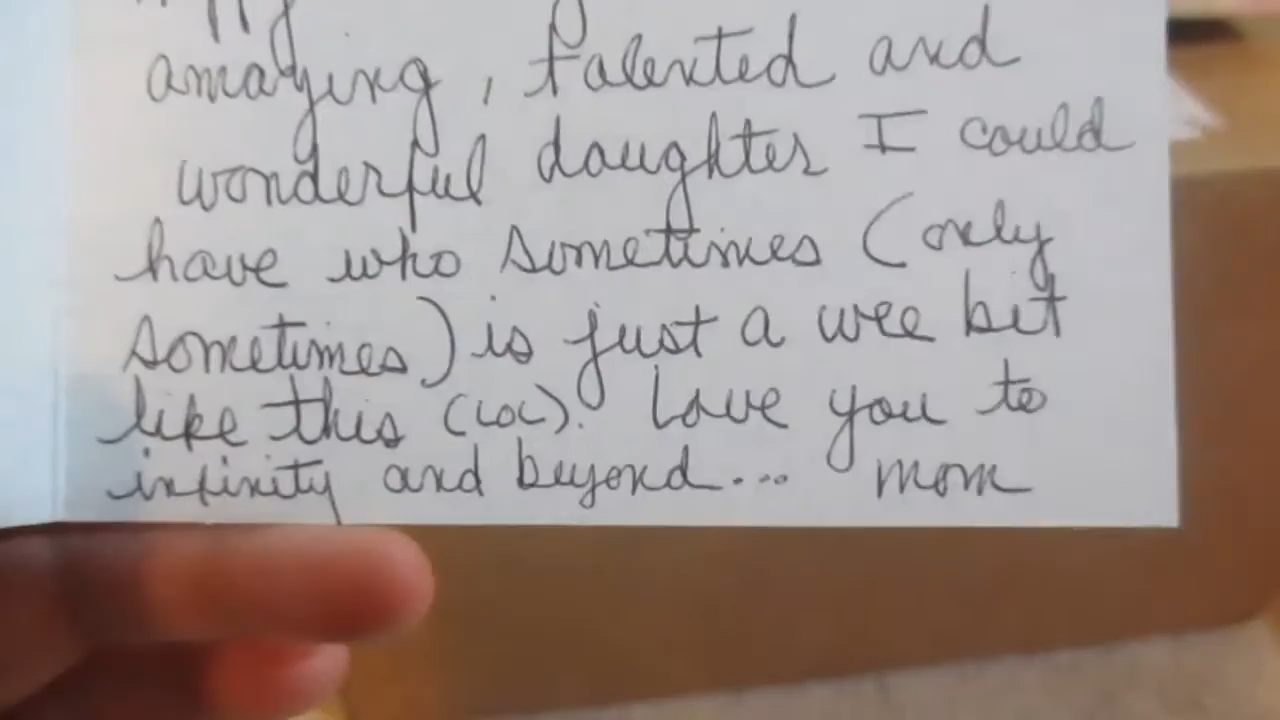 amazing, talented and
wonderful daughter I could
have who sometimes (only
sometimes) is just a wee bit
like this (LOL). Love you to
infinity and beyond... mom